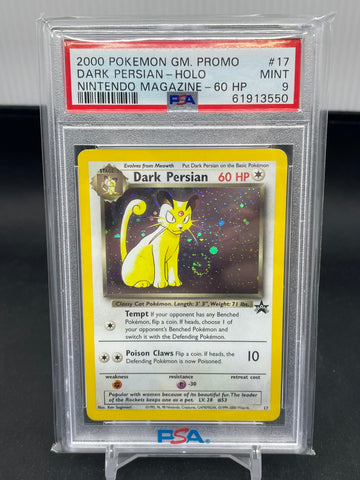 2000 POKEMON GM. PROMO #17
DARK PERSIAN-HOLO MINT
NINTENDO MAGAZINE-60 HP 9
PSA 61913550
Evolves from Meowth Put Dark Persian on the Basic Pokémon
STAGE 1
Dark Persian 60 HP
Classy Cat Pokémon. Length: 3' 3", Weight: 71 lbs.
Tempt If your opponent has any Benched
Pokémon, flip a coin. If heads, choose 1 of
your opponent's Benched Pokémon and
switch it with the Defending Pokémon.
Poison Claws Flip a coin. If heads, the 10
Defending Pokémon is now Poisoned.
weakness resistance retreat cost
-30
Popular with women because of its beautiful fur. The leader of
the Rockets keeps one as a pet. LV. 28 #53
17
PSA